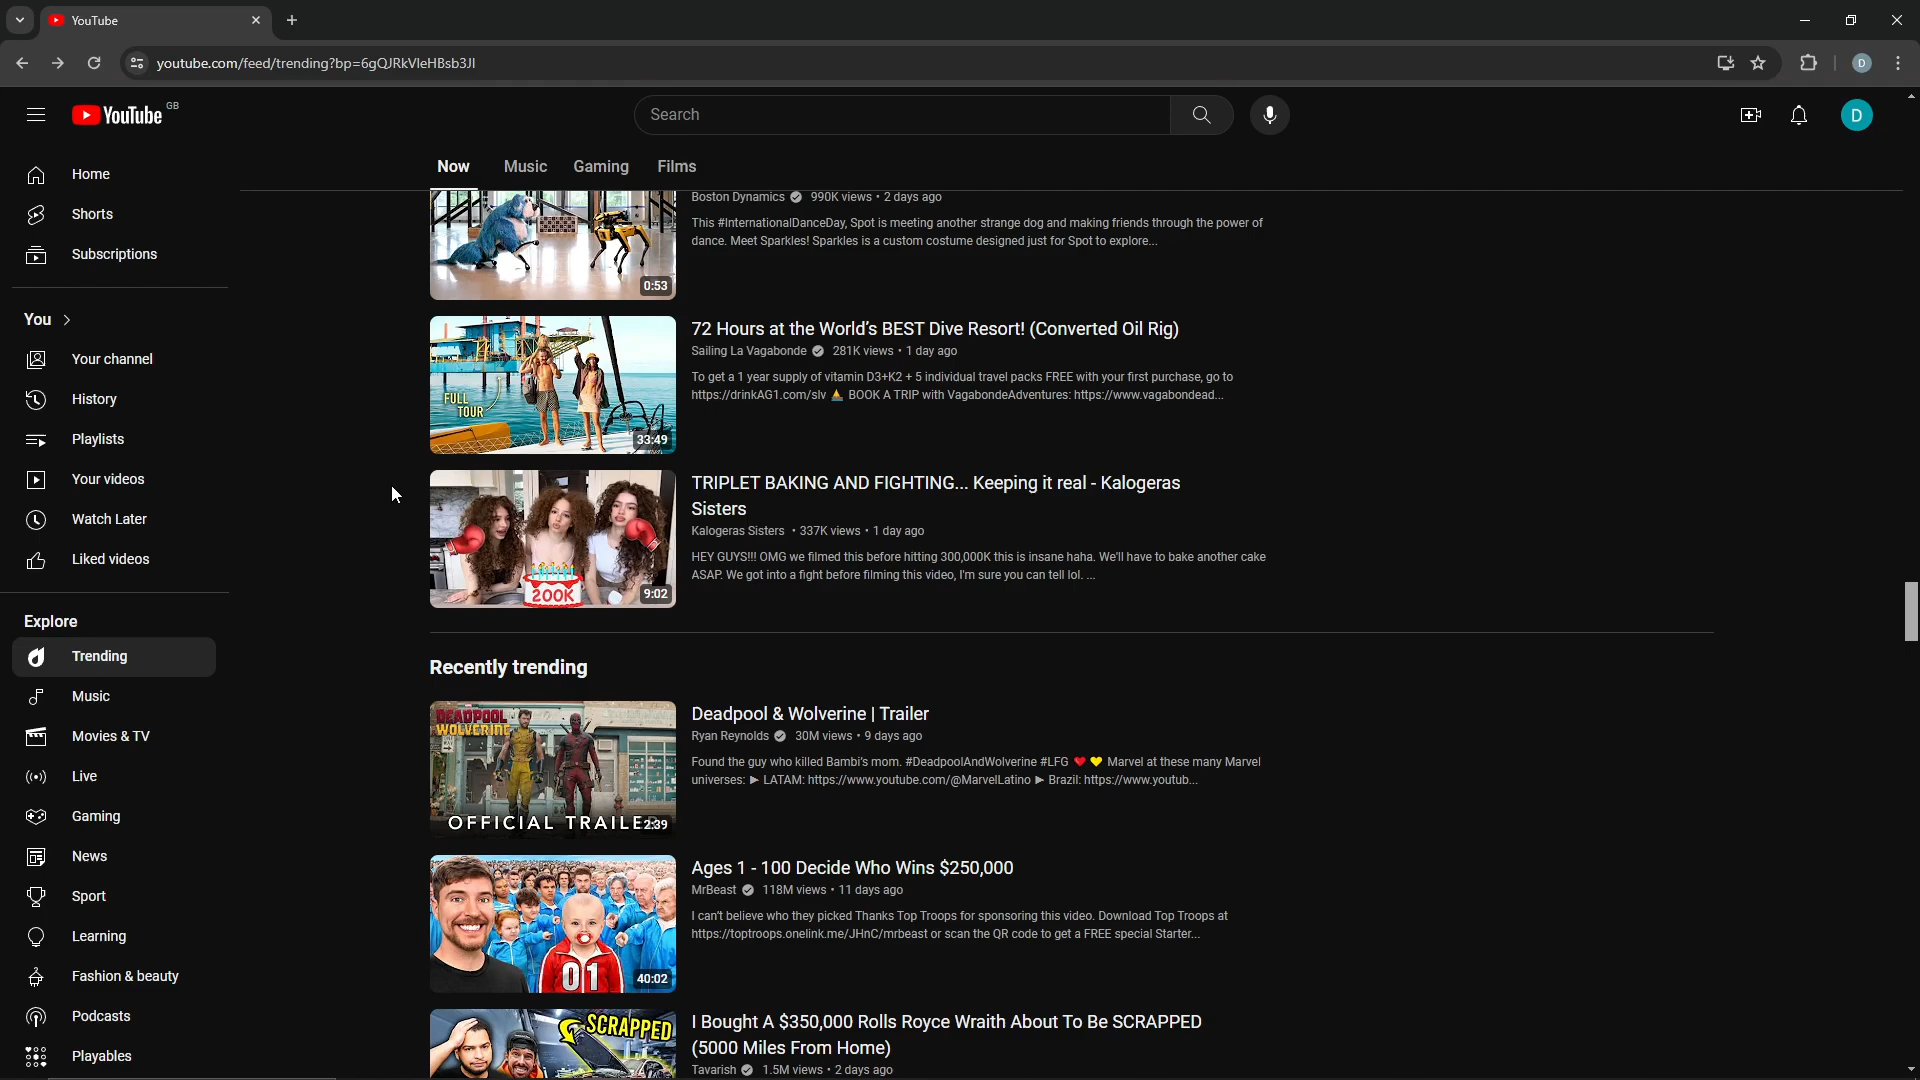 YouTube
youtube.com/feed/trending?bp=6gQJRkVleHBsb3Jl
D
YouTube GB
Search
D
Now Music Gaming Films
Home
Shorts
Subscriptions
You
Your channel
History
Playlists
Your videos
Watch Later
Liked videos
Explore
Trending
Music
Movies & TV
Live
Gaming
News
Sport
Learning
Fashion & beauty
Podcasts
Playables
0:53
Boston Dynamics 990K views • 2 days ago
This #InternationalDanceDay, Spot is meeting another strange dog and making friends through the power of
dance. Meet Sparkles! Sparkles is a custom costume designed just for Spot to explore...
FULL
TOUR
33:49
72 Hours at the World's BEST Dive Resort! (Converted Oil Rig)
Sailing La Vagabonde 281K views • 1 day ago
To get a 1 year supply of vitamin D3+K2 + 5 individual travel packs FREE with your first purchase, go to
https://drinkAG1.com/slv ⛵ BOOK A TRIP with VagabondeAdventures: https://www.vagabondead...
200K
9:02
TRIPLET BAKING AND FIGHTING... Keeping it real - Kalogeras
Sisters
Kalogeras Sisters • 337K views • 1 day ago
HEY GUYS!!! OMG we filmed this before hitting 300,000K this is insane haha. We'll have to bake another cake
ASAP. We got into a fight before filming this video, I'm sure you can tell lol. ...
Recently trending
DEADPOOL
WOLVERINE
OFFICIAL TRAILE
2:39
Deadpool & Wolverine | Trailer
Ryan Reynolds 30M views • 9 days ago
Found the guy who killed Bambi's mom. #DeadpoolAndWolverine #LFG ❤️ 💛 Marvel at these many Marvel
universes: ► LATAM: https://www.youtube.com/@MarvelLatino ► Brazil: https://www.youtub...
01
40:02
Ages 1 - 100 Decide Who Wins $250,000
MrBeast 118M views • 11 days ago
I can't believe who they picked Thanks Top Troops for sponsoring this video. Download Top Troops at
https://toptroops.onelink.me/JHnC/mrbeast or scan the QR code to get a FREE special Starter...
SCRAPPED
I Bought A $350,000 Rolls Royce Wraith About To Be SCRAPPED
(5000 Miles From Home)
Tavarish 1.5M views • 2 days ago